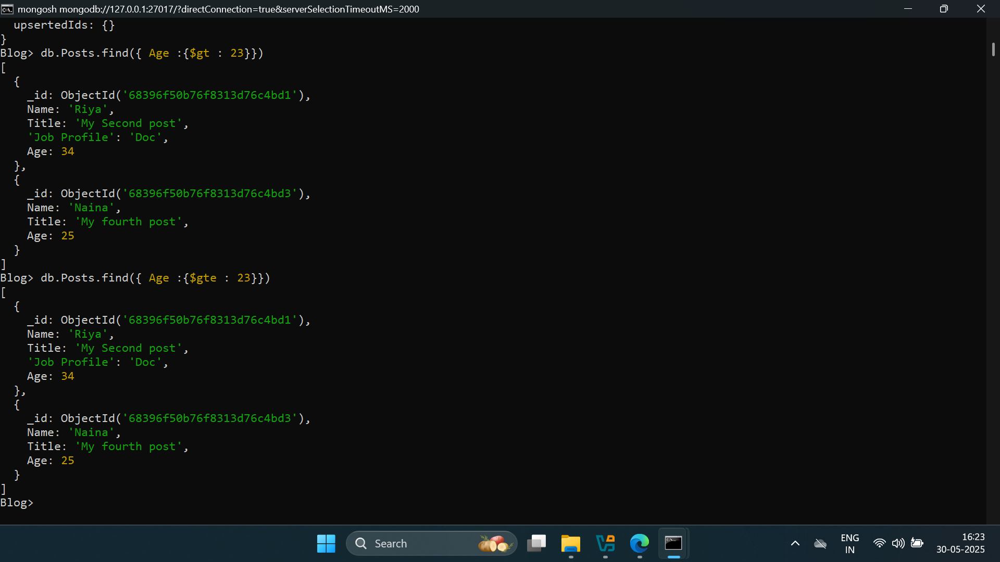 mongosh mongodb://127.0.0.1:27017/?directConnection=true&serverSelectionTimeoutMS=2000
  upsertedIds: {}
}
Blog> db.Posts.find({ Age :{$gt : 23}})
[
  {
    _id: ObjectId('68396f50b76f8313d76c4bd1'),
    Name: 'Riya',
    Title: 'My Second post',
    'Job Profile': 'Doc',
    Age: 34
  },
  {
    _id: ObjectId('68396f50b76f8313d76c4bd3'),
    Name: 'Naina',
    Title: 'My fourth post',
    Age: 25
  }
]
Blog> db.Posts.find({ Age :{$gte : 23}})
[
  {
    _id: ObjectId('68396f50b76f8313d76c4bd1'),
    Name: 'Riya',
    Title: 'My Second post',
    'Job Profile': 'Doc',
    Age: 34
  },
  {
    _id: ObjectId('68396f50b76f8313d76c4bd3'),
    Name: 'Naina',
    Title: 'My fourth post',
    Age: 25
  }
]
Blog>
Search
ENG
IN
16:23
30-05-2025